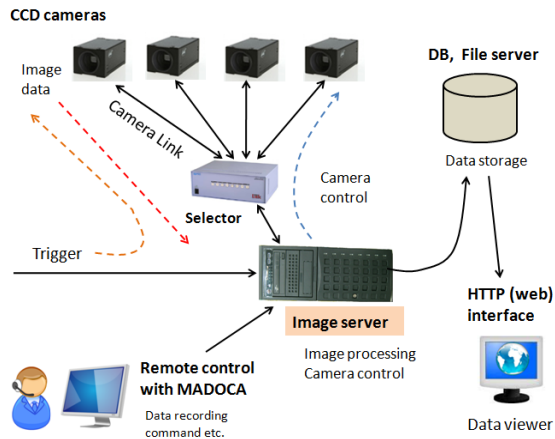 CCD cameras
Image
data
Camera Link
DB, File server
Data storage
Selector
Camera
control
Trigger
Image server
Image processing
Camera control
HTTP (web)
interface
Data viewer
Remote control
with MADOCA
Data recording
command etc.